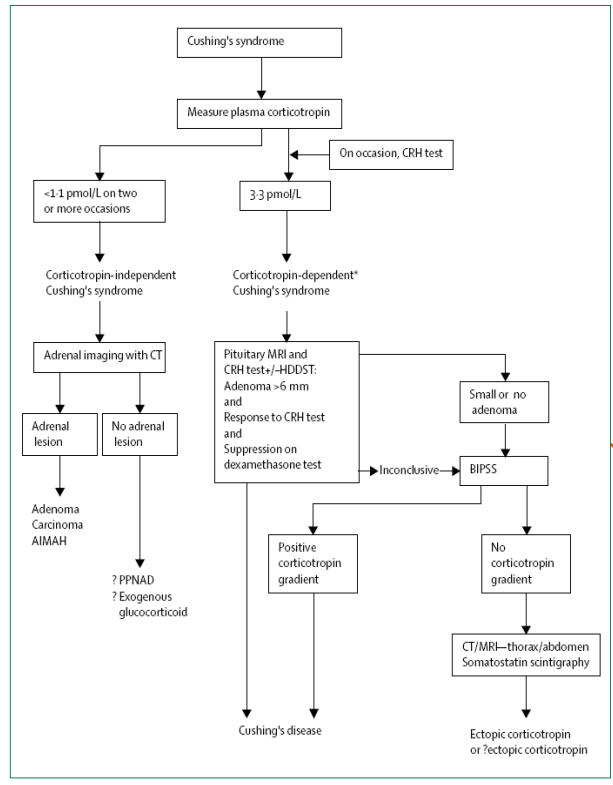 Cushing's syndrome
Measure plasma corticotropin
On occasion, CRH test
<1·1 pmol/L on two
or more occasions
3·3 pmol/L
Corticotropin-independent
Cushing's syndrome
Corticotropin-dependent*
Cushing's syndrome
Adrenal imaging with CT
Pituitary MRI and
CRH test+/–HDDST:
Adenoma >6 mm
and
Response to CRH test
and
Suppression on
dexamethasone test
Small or no
adenoma
Adrenal
lesion
No adrenal
lesion
Inconclusive
BIPSS
Adenoma
Carcinoma
AIMAH
Positive
corticotropin
gradient
No
corticotropin
gradient
? PPNAD
? Exogenous
glucocorticoid
CT/MRI—thorax/abdomen
Somatostatin scintigraphy
Cushing's disease
Ectopic corticotropin
or ?ectopic corticotropin